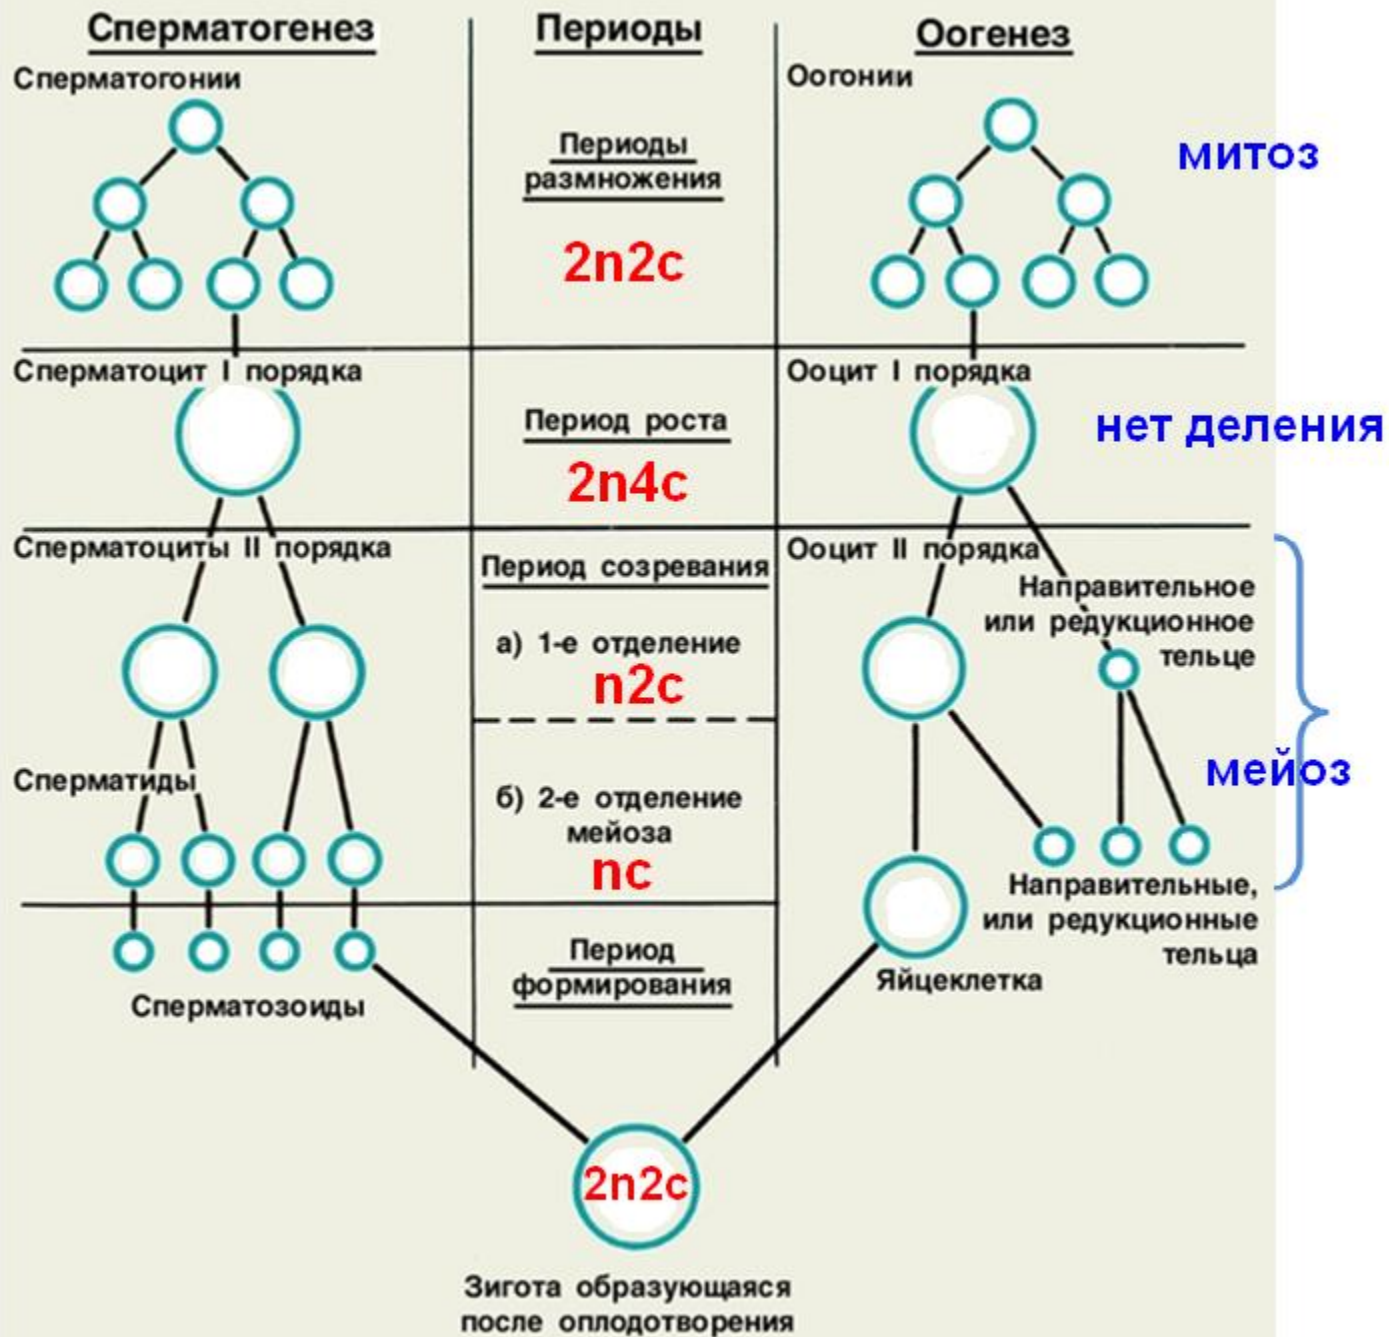 Сперматогенез
Периоды
Оогенез
Сперматогонии
Оогонии
Периоды
размножения
митоз
2n2c
Сперматоцит I порядка
Ооцит I порядка
Период роста
нет деления
2n4c
Сперматоциты II порядка
Период созревания
Ооцит II порядка
Направительное
или редукционное
тельце
а) 1-е отделение
n2c
Сперматиды
б) 2-е отделение
мейоза
nc
мейоз
Направительные,
или редукционные
тельца
Период
формирования
Сперматозоиды
Яйцеклетка
2n2c
Зигота образующаяся
после оплодотворения